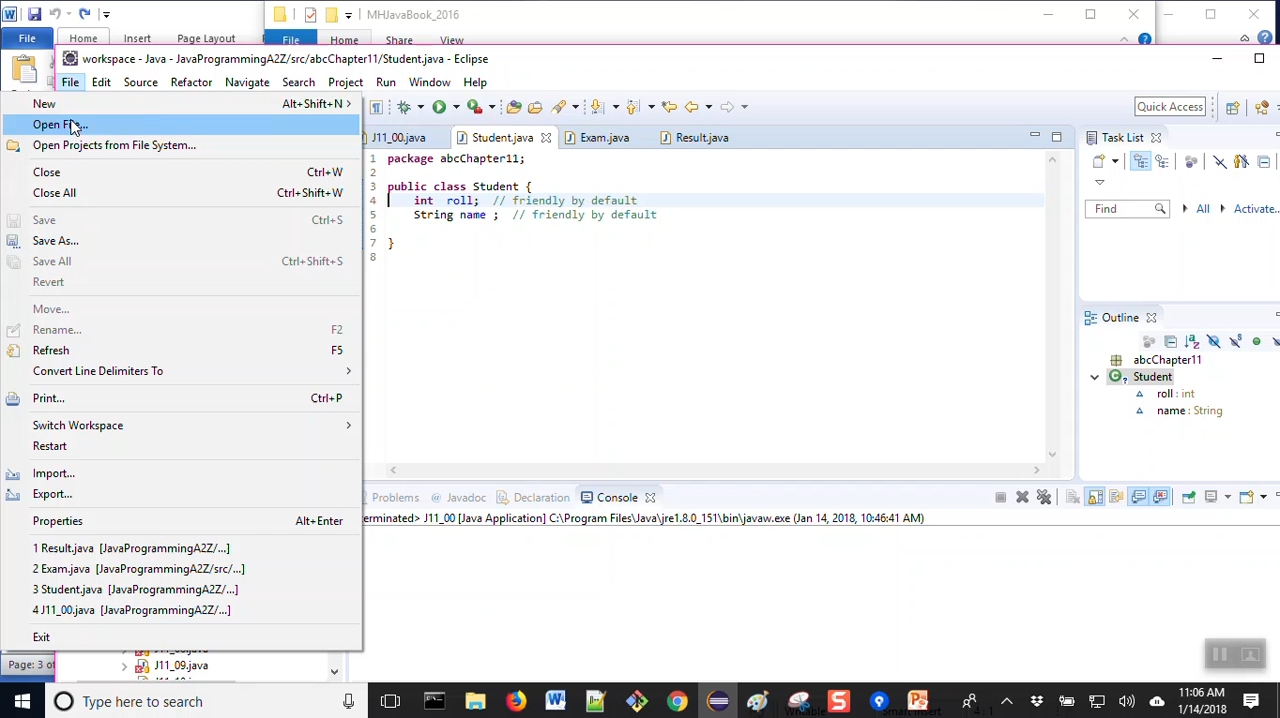 MHJavaBook_2016
File Home Insert Page Layout
File Home Share View
workspace - Java - JavaProgrammingA2Z/src/abcChapter11/Student.java - Eclipse
File Edit Source Refactor Navigate Search Project Run Window Help
New Alt+Shift+N
Open File...
Open Projects from File System...
Close Ctrl+W
Close All Ctrl+Shift+W
Save Ctrl+S
Save As...
Save All Ctrl+Shift+S
Revert
Move...
Rename... F2
Refresh F5
Convert Line Delimiters To
Print... Ctrl+P
Switch Workspace
Restart
Import...
Export...
Properties Alt+Enter
1 Result.java [JavaProgrammingA2Z/...]
2 Exam.java [JavaProgrammingA2Z/src/...]
3 Student.java [JavaProgrammingA2Z/...]
4 J11_00.java [JavaProgrammingA2Z/...]
Exit
Quick Access
J11_00.java Student.java Exam.java Result.java
1 package abcChapter11;
2
3 public class Student {
4 int roll; // friendly by default
5 String name ; // friendly by default
6
7 }
8
Task List
Find All Activate...
Outline
abcChapter11
Student
roll : int
name : String
Problems Javadoc Declaration Console
terminated> J11_00 [Java Application] C:\Program Files\Java\jre1.8.0_151\bin\javaw.exe (Jan 14, 2018, 10:46:41 AM)
J11_09.java
Page: 3 of
Type here to search
11:06 AM
1/14/2018